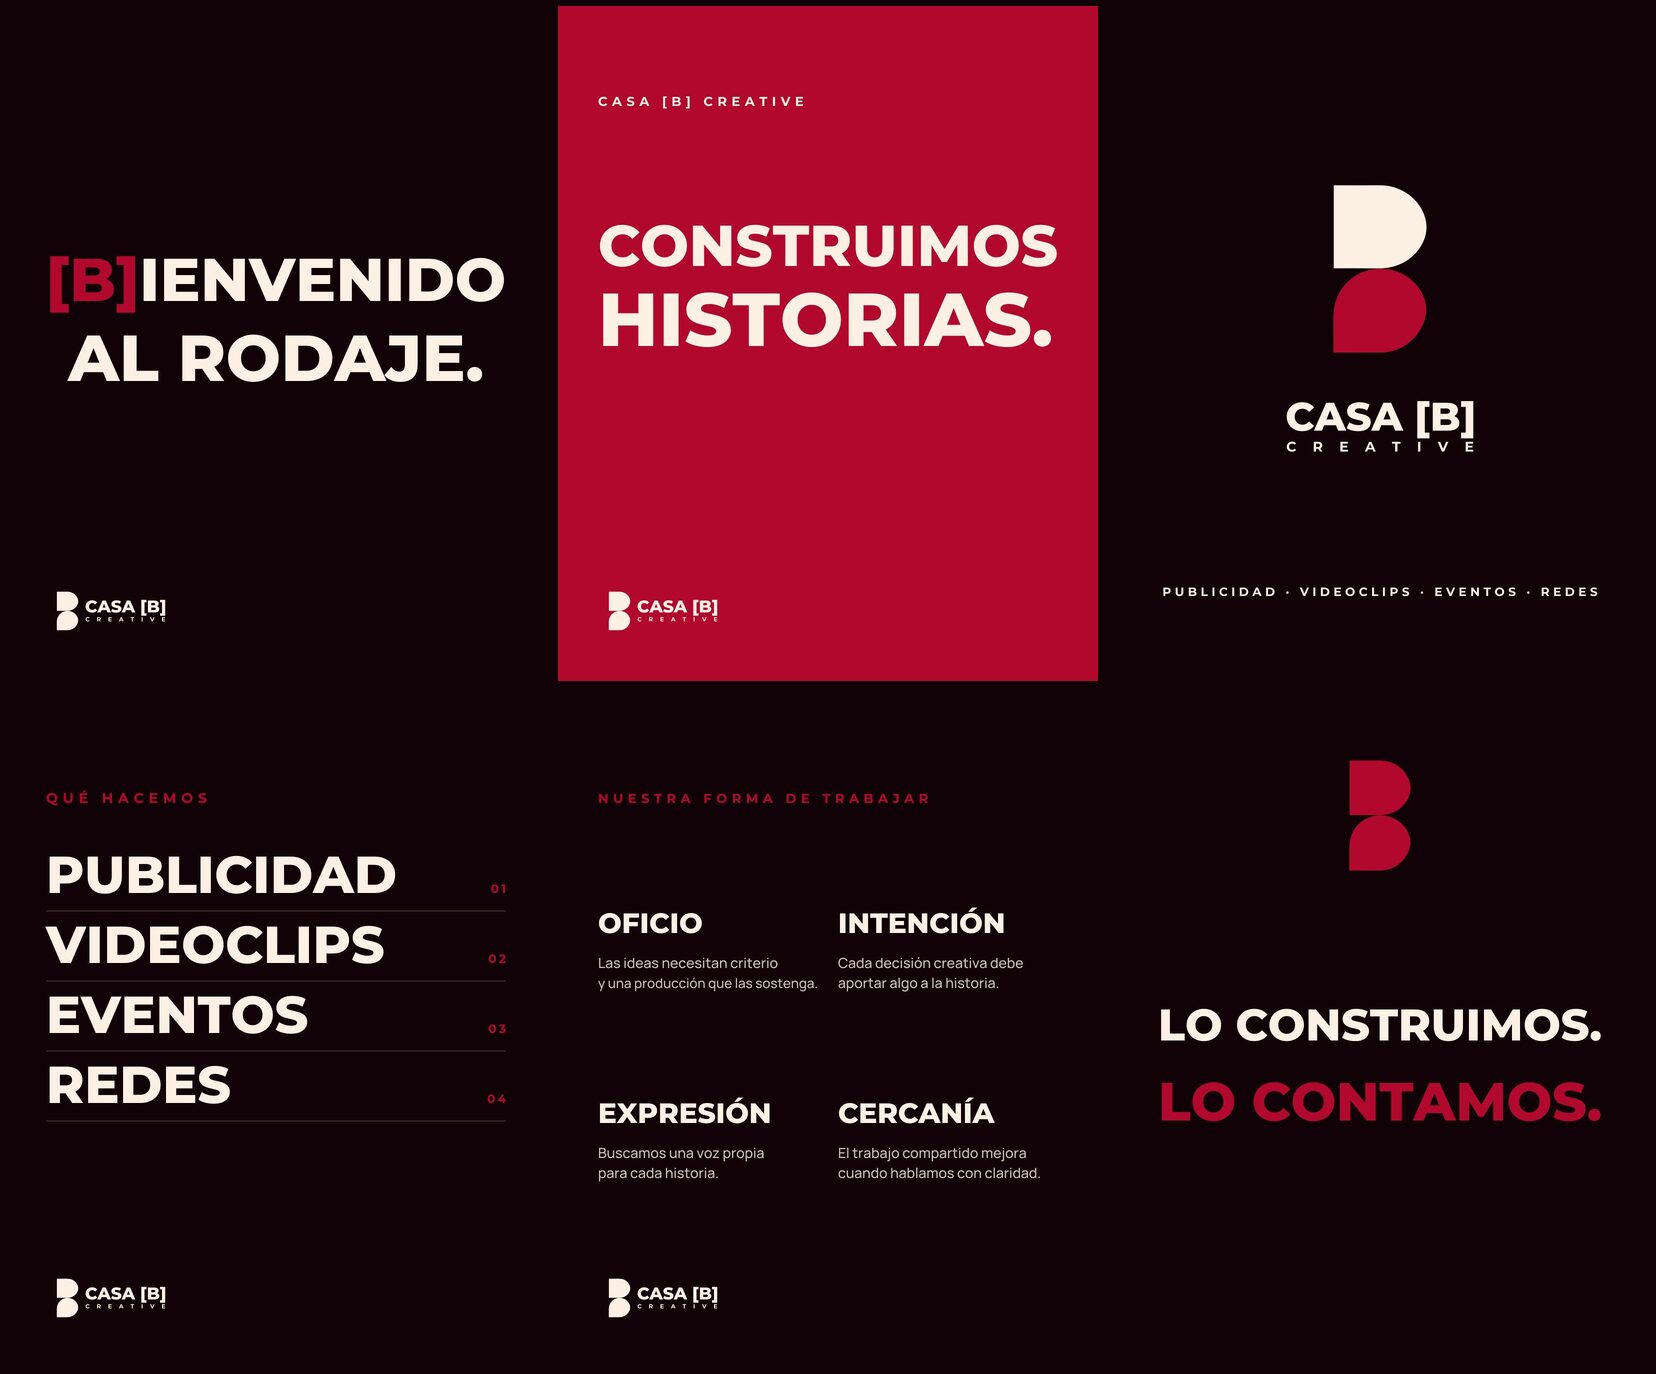 [B]IENVENIDO
AL RODAJE.
CASA [B]
CREATIVE
CASA [B] CREATIVE
CONSTRUIMOS
HISTORIAS.
CASA [B]
CREATIVE
CASA [B]
CREATIVE
PUBLICIDAD · VIDEOCLIPS · EVENTOS · REDES
QUÉ HACEMOS
PUBLICIDAD 01
VIDEOCLIPS 02
EVENTOS 03
REDES 04
CASA [B]
CREATIVE
NUESTRA FORMA DE TRABAJAR
OFICIO
Las ideas necesitan criterio
y una producción que las sostenga.
INTENCIÓN
Cada decisión creativa debe
aportar algo a la historia.
EXPRESIÓN
Buscamos una voz propia
para cada historia.
CERCANÍA
El trabajo compartido mejora
cuando hablamos con claridad.
CASA [B]
CREATIVE
LO CONSTRUIMOS.
LO CONTAMOS.